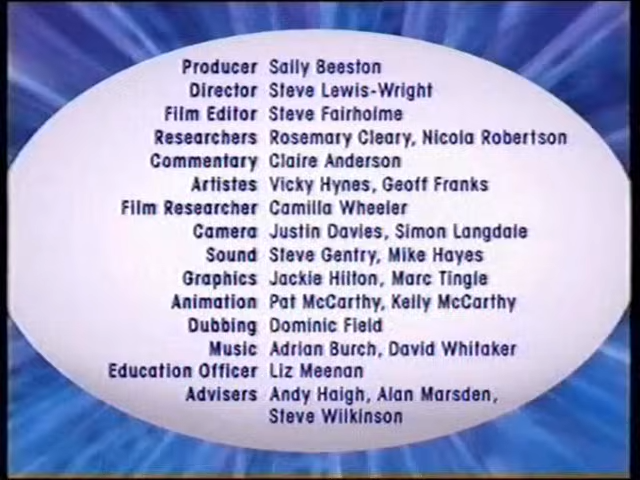 Producer Sally Beeston
Director Steve Lewis-Wright
Film Editor Steve Fairholme
Researchers Rosemary Cleary, Nicola Robertson
Commentary Claire Anderson
Artistes Vicky Hynes, Geoff Franks
Film Researcher Camilla Wheeler
Camera Justin Davies, Simon Langdale
Sound Steve Gentry, Mike Hayes
Graphics Jackie Hilton, Marc Tingle
Animation Pat McCarthy, Kelly McCarthy
Dubbing Dominic Field
Music Adrian Burch, David Whitaker
Education Officer Liz Meenan
Advisers Andy Haigh, Alan Marsden,
Steve Wilkinson